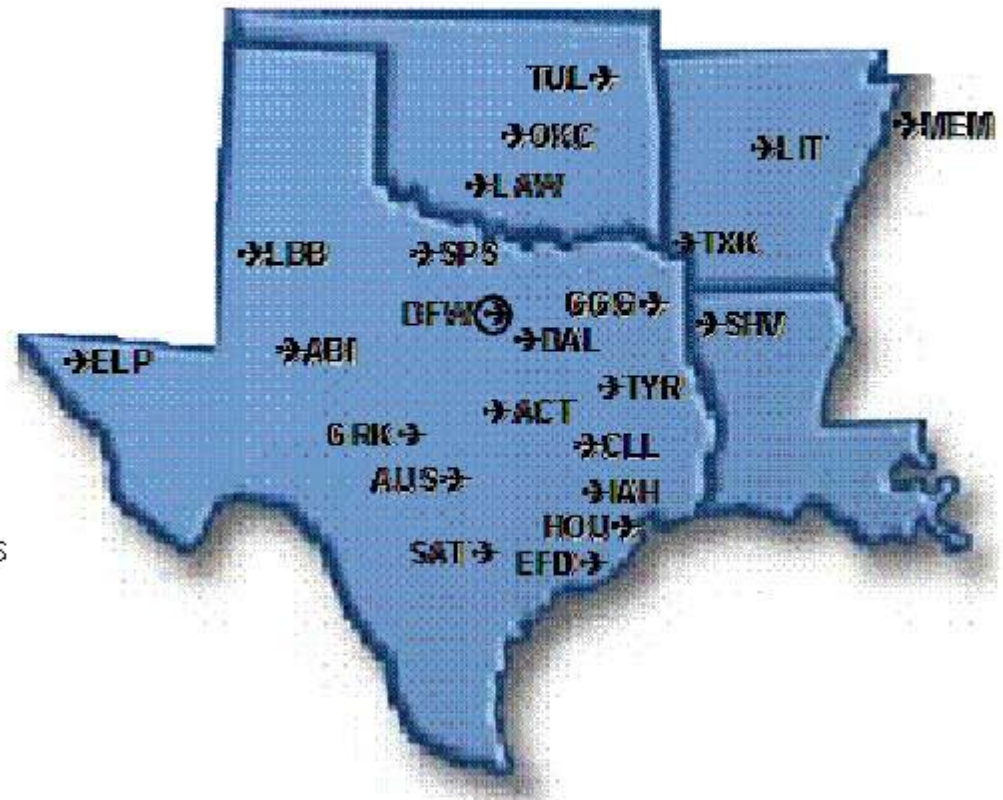 TUL
OKC
MEM
LIT
LAW
TXK
LBB
SPS
GGG
DFW
SHV
DAL
ELP
ABI
TYR
ACT
GRK
CLL
AUS
IAH
HOU
S
SAT
EFD